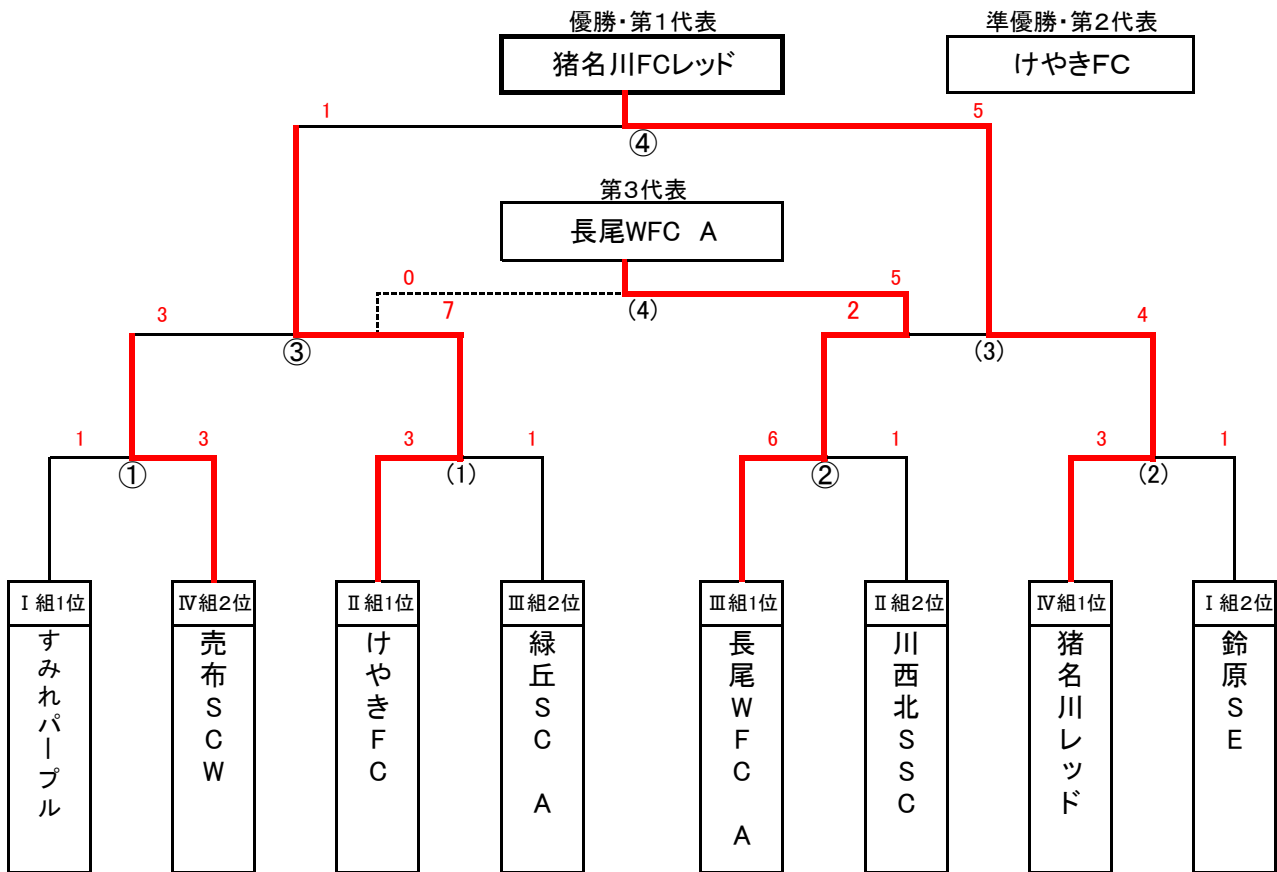 優勝・第1代表
準優勝・第2代表
猪名川FCレッド
けやきFC
1
5
④
第3代表
長尾WFC A
0
5
3
7
(4)
2
4
③
(3)
1
3
3
1
6
1
3
1
①
(1)
②
(2)
Ⅰ組1位
Ⅳ組2位
Ⅱ組1位
Ⅲ組2位
Ⅲ組1位
Ⅱ組2位
Ⅳ組1位
Ⅰ組2位
すみれパープル
売布SCW
けやきFC
緑丘SC A
長尾WFC A
川西北SSC
猪名川レッド
鈴原SE